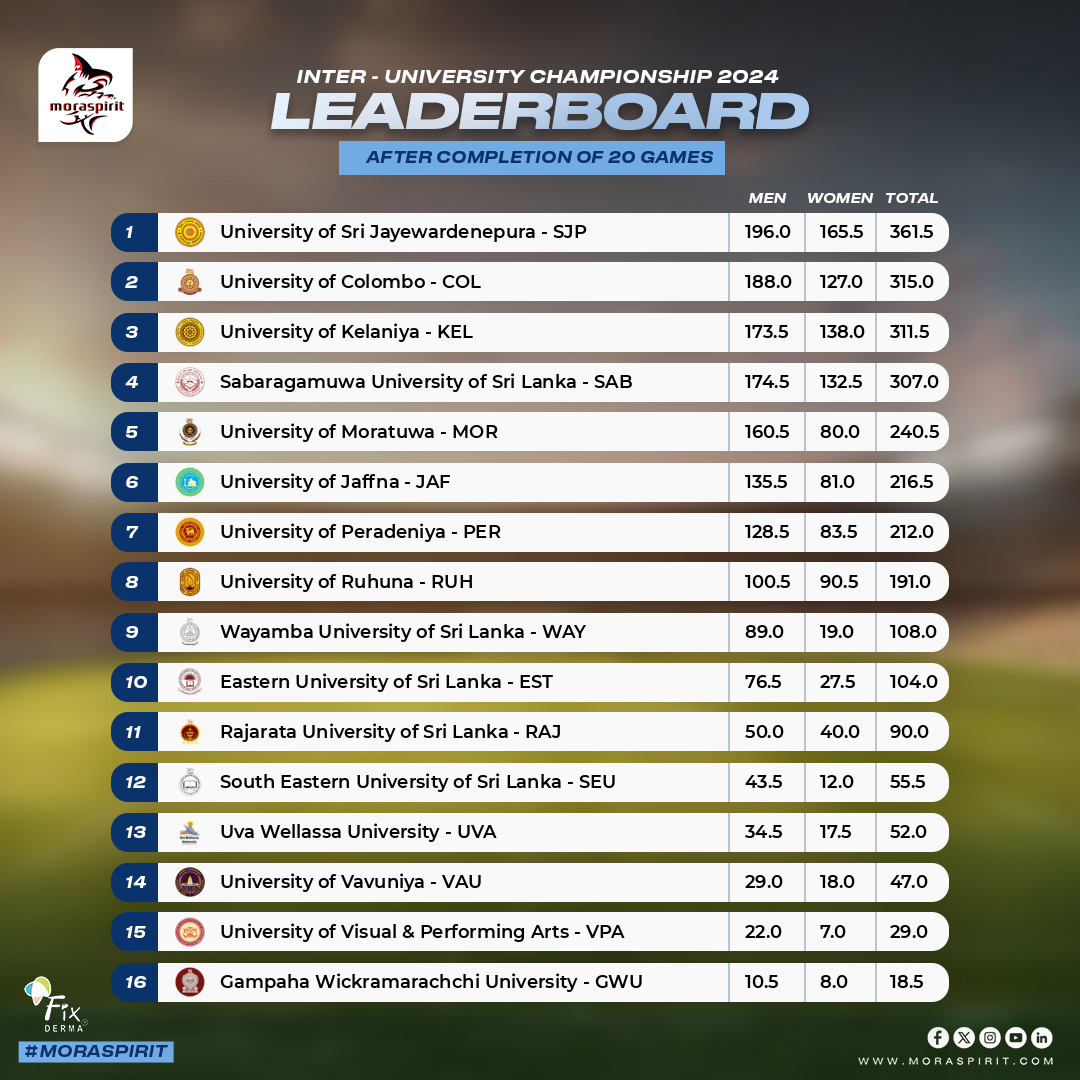 moraspirit
INTER - UNIVERSITY CHAMPIONSHIP 2024
LEADERBOARD
AFTER COMPLETION OF 20 GAMES
MEN WOMEN TOTAL
1 University of Sri Jayewardenepura - SJP 196.0 165.5 361.5
2 University of Colombo - COL 188.0 127.0 315.0
3 University of Kelaniya - KEL 173.5 138.0 311.5
4 Sabaragamuwa University of Sri Lanka - SAB 174.5 132.5 307.0
5 University of Moratuwa - MOR 160.5 80.0 240.5
6 University of Jaffna - JAF 135.5 81.0 216.5
7 University of Peradeniya - PER 128.5 83.5 212.0
8 University of Ruhuna - RUH 100.5 90.5 191.0
9 Wayamba University of Sri Lanka - WAY 89.0 19.0 108.0
10 Eastern University of Sri Lanka - EST 76.5 27.5 104.0
11 Rajarata University of Sri Lanka - RAJ 50.0 40.0 90.0
12 South Eastern University of Sri Lanka - SEU 43.5 12.0 55.5
13 Uva Wellassa University - UVA 34.5 17.5 52.0
14 University of Vavuniya - VAU 29.0 18.0 47.0
15 University of Visual & Performing Arts - VPA 22.0 7.0 29.0
16 Gampaha Wickramarachchi University - GWU 10.5 8.0 18.5
Fix
DERMA
#MORASPIRIT
WWW.MORASPIRIT.COM